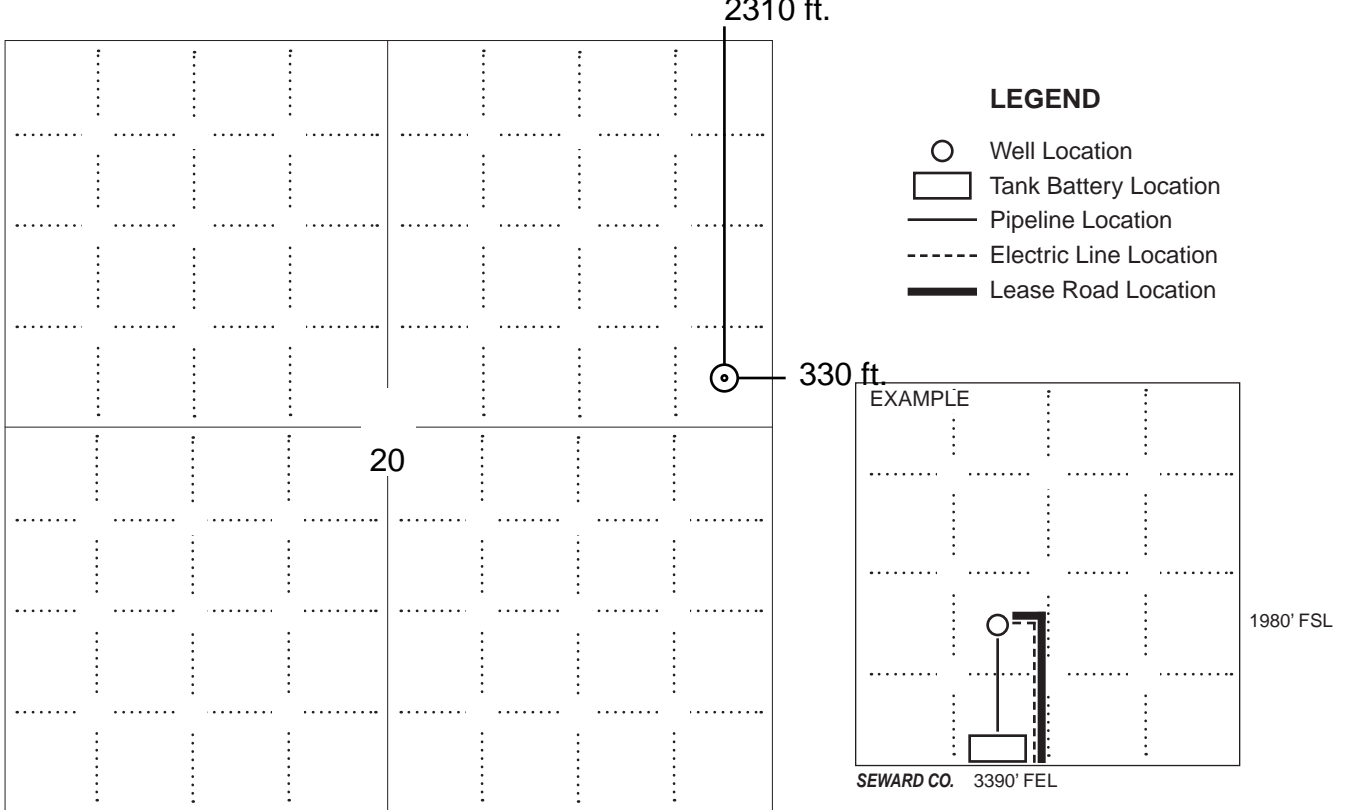 2310 ft.
LEGEND
Well Location
Tank Battery Location
Pipeline Location
Electric Line Location
Lease Road Location
330 ft.
EXAMPLE
20
1980' FSL
SEWARD CO. 3390' FEL